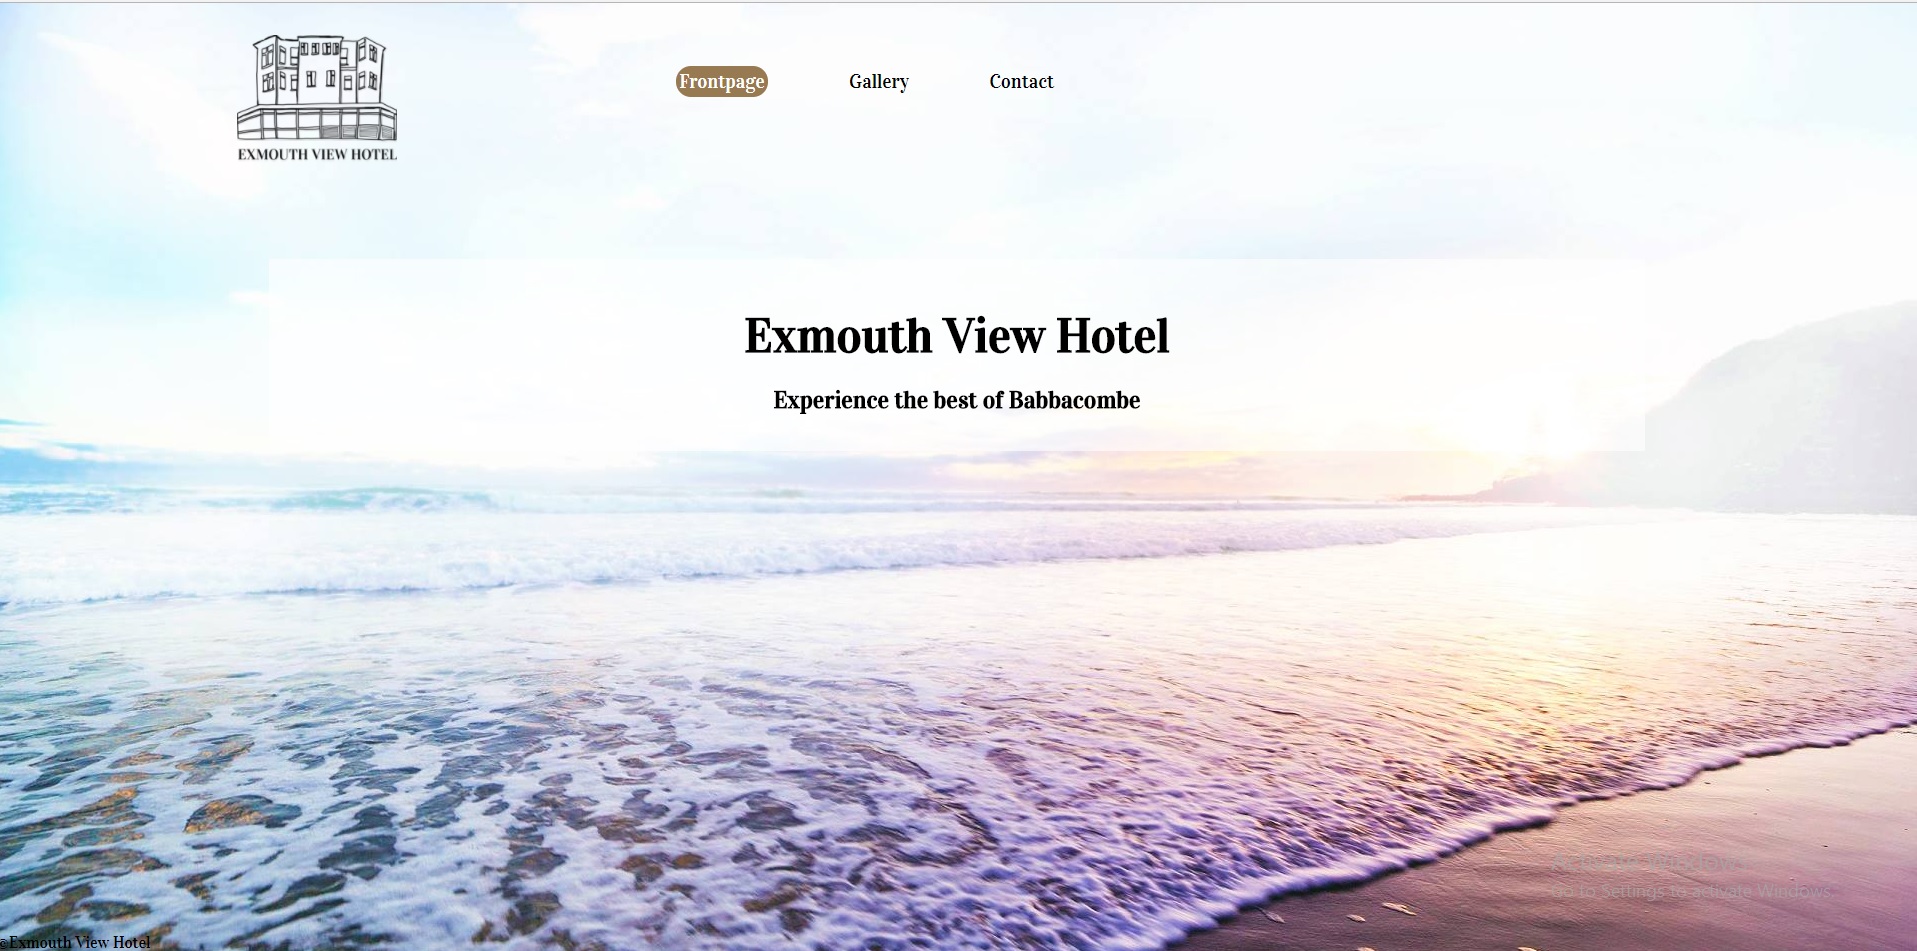 Frontpage
Gallery
Contact
EXMOUTH VIEW HOTEL
Exmouth View Hotel
Experience the best of Babbacombe
Activate Windows
Go to Settings to activate Windows.
©Exmouth View Hotel